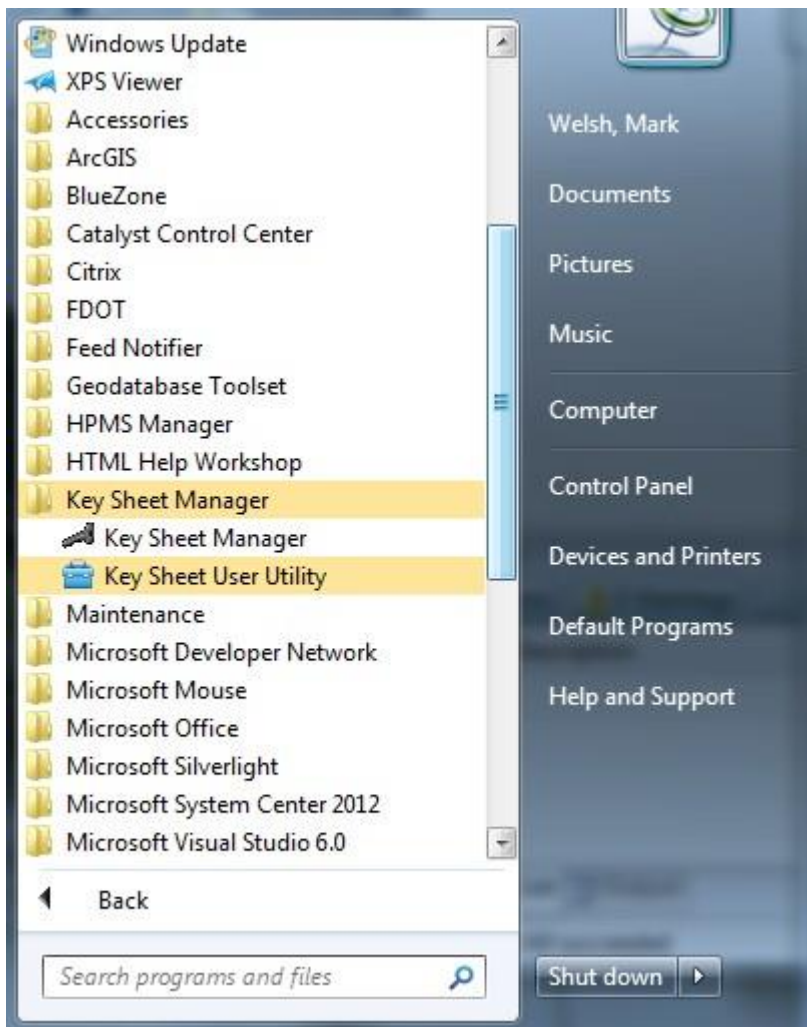 Windows Update
XPS Viewer
Accessories
ArcGIS
BlueZone
Catalyst Control Center
Citrix
FDOT
Feed Notifier
Geodatabase Toolset
HPMS Manager
HTML Help Workshop
Key Sheet Manager
Key Sheet Manager
Key Sheet User Utility
Maintenance
Microsoft Developer Network
Microsoft Mouse
Microsoft Office
Microsoft Silverlight
Microsoft System Center 2012
Microsoft Visual Studio 6.0
Back
Search programs and files
Welsh, Mark
Documents
Pictures
Music
Computer
Control Panel
Devices and Printers
Default Programs
Help and Support
Shut down